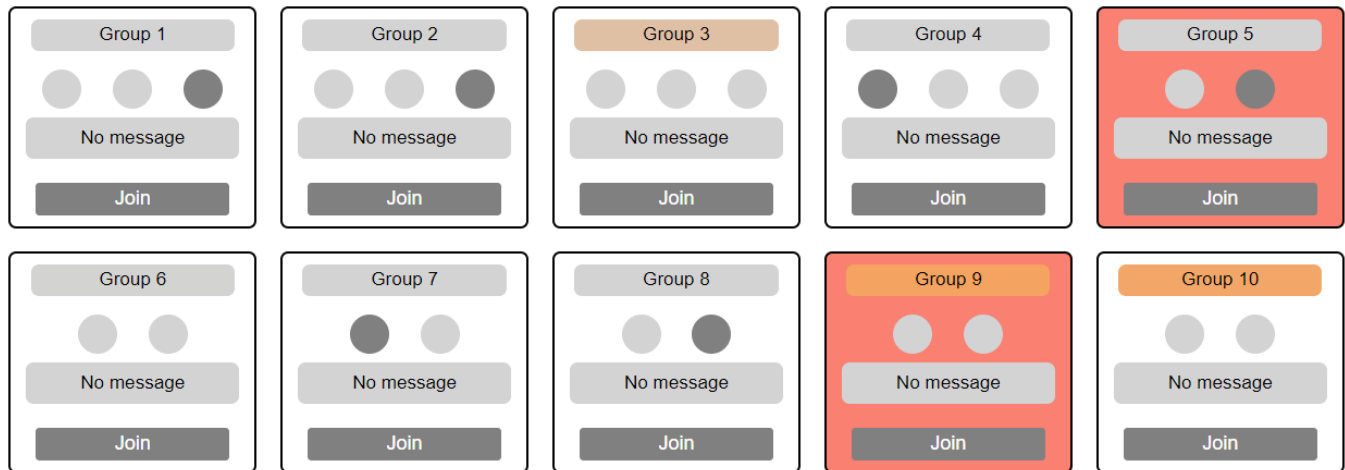 Group 1
Group 2
Group 3
Group 4
Group 5
No message
No message
No message
No message
No message
Join
Join
Join
Join
Join
Group 6
Group 7
Group 8
Group 9
Group 10
No message
No message
No message
No message
No message
Join
Join
Join
Join
Join